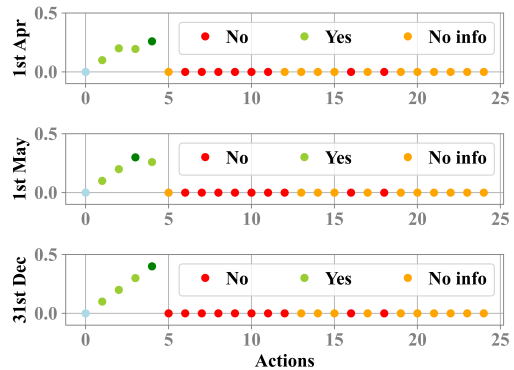 1st Apr
0.5
0.0
No Yes No info
0 5 10 15 20 25
1st May
0.5
0.0
No Yes No info
0 5 10 15 20 25
31st Dec
0.5
0.0
No Yes No info
0 5 10 15 20 25
Actions